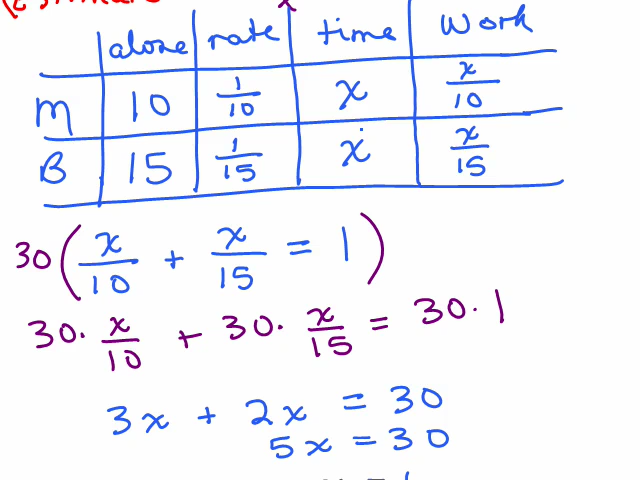 alone rate time work
m 10 1/10 x x/10
B 15 1/15 x x/15
30 ( x/10 + x/15 = 1 )
30 · x/10 + 30 · x/15 = 30 · 1
3x + 2x = 30
5x = 30